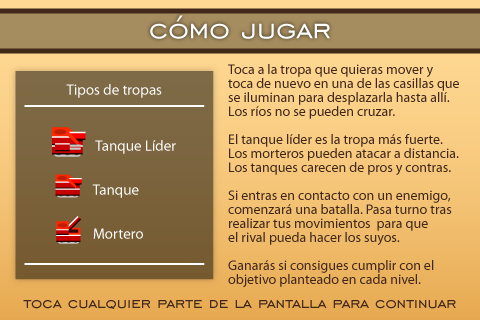 CÓMO JUGAR
Tipos de tropas
Tanque Líder
Tanque
Mortero
Toca a la tropa que quieras mover y
toca de nuevo en una de las casillas que
se iluminan para desplazarla hasta allí.
Los ríos no se pueden cruzar.
El tanque líder es la tropa más fuerte.
Los morteros pueden atacar a distancia.
Los tanques carecen de pros y contras.
Si entras en contacto con un enemigo,
comenzará una batalla. Pasa turno tras
realizar tus movimientos para que
el rival pueda hacer los suyos.
Ganarás si consigues cumplir con el
objetivo planteado en cada nivel.
TOCA CUALQUIER PARTE DE LA PANTALLA PARA CONTINUAR